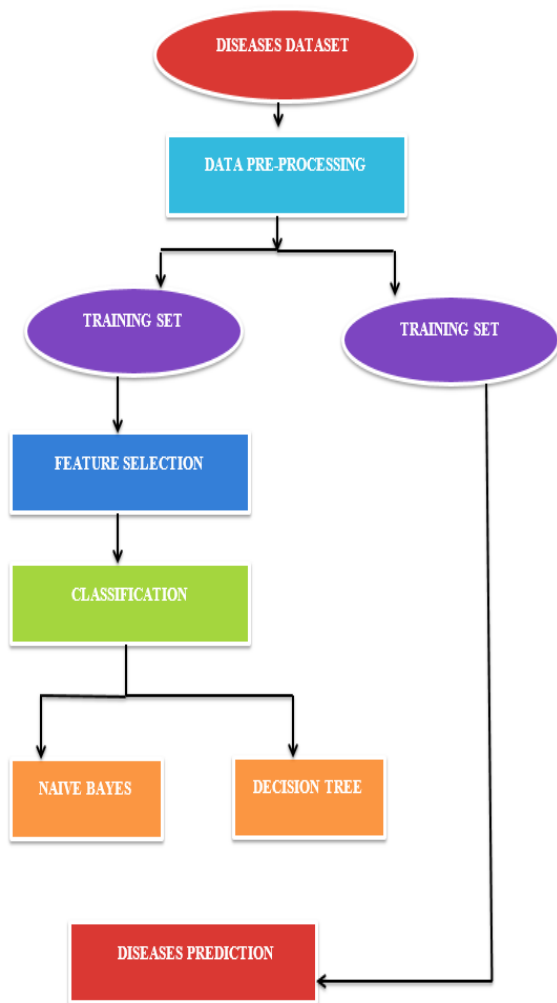 DISEASES DATASET
DATA PRE-PROCESSING
TRAINING SET
TRAINING SET
FEATURE SELECTION
CLASSIFICATION
NAIVE BAYES
DECISION TREE
DISEASES PREDICTION